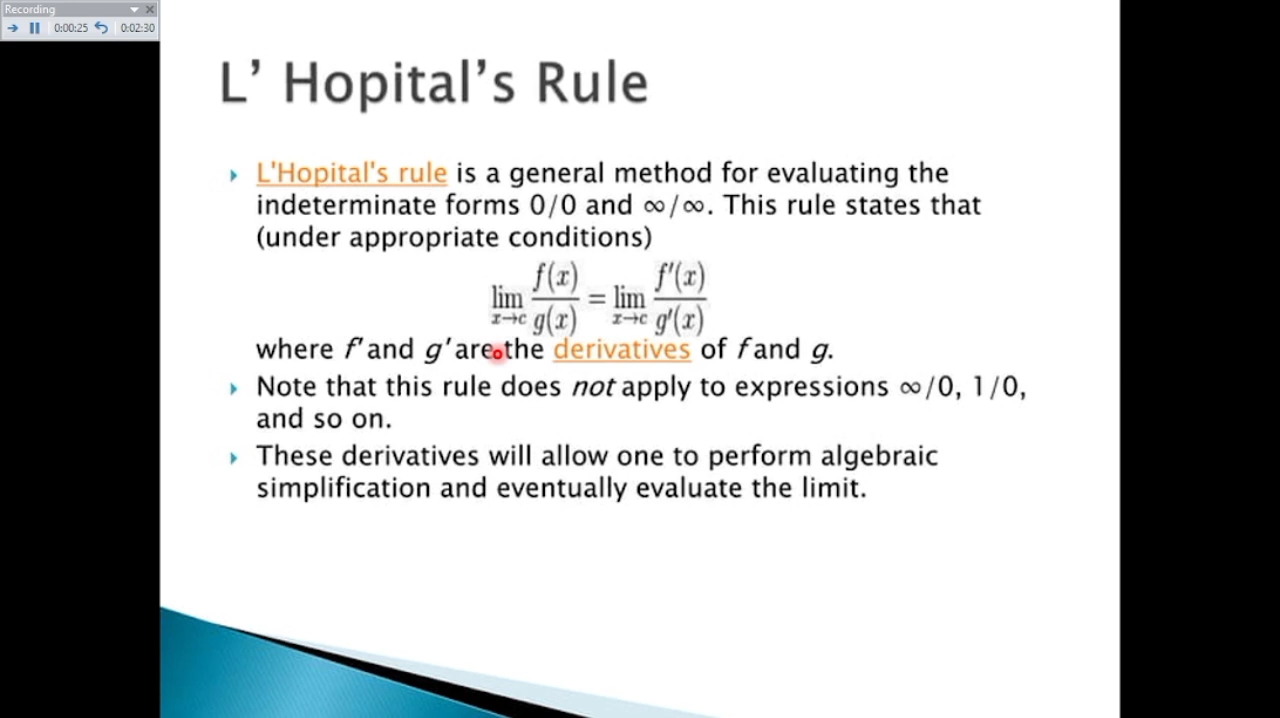 Recording
0:00:25 0:02:30
L’ Hopital’s Rule
L'Hopital's rule is a general method for evaluating the
indeterminate forms 0/0 and ∞/∞. This rule states that
(under appropriate conditions)
lim x→c f(x)/g(x) = lim x→c f′(x)/g′(x)
where f′ and g′ are the derivatives of f and g.
Note that this rule does not apply to expressions ∞/0, 1/0,
and so on.
These derivatives will allow one to perform algebraic
simplification and eventually evaluate the limit.